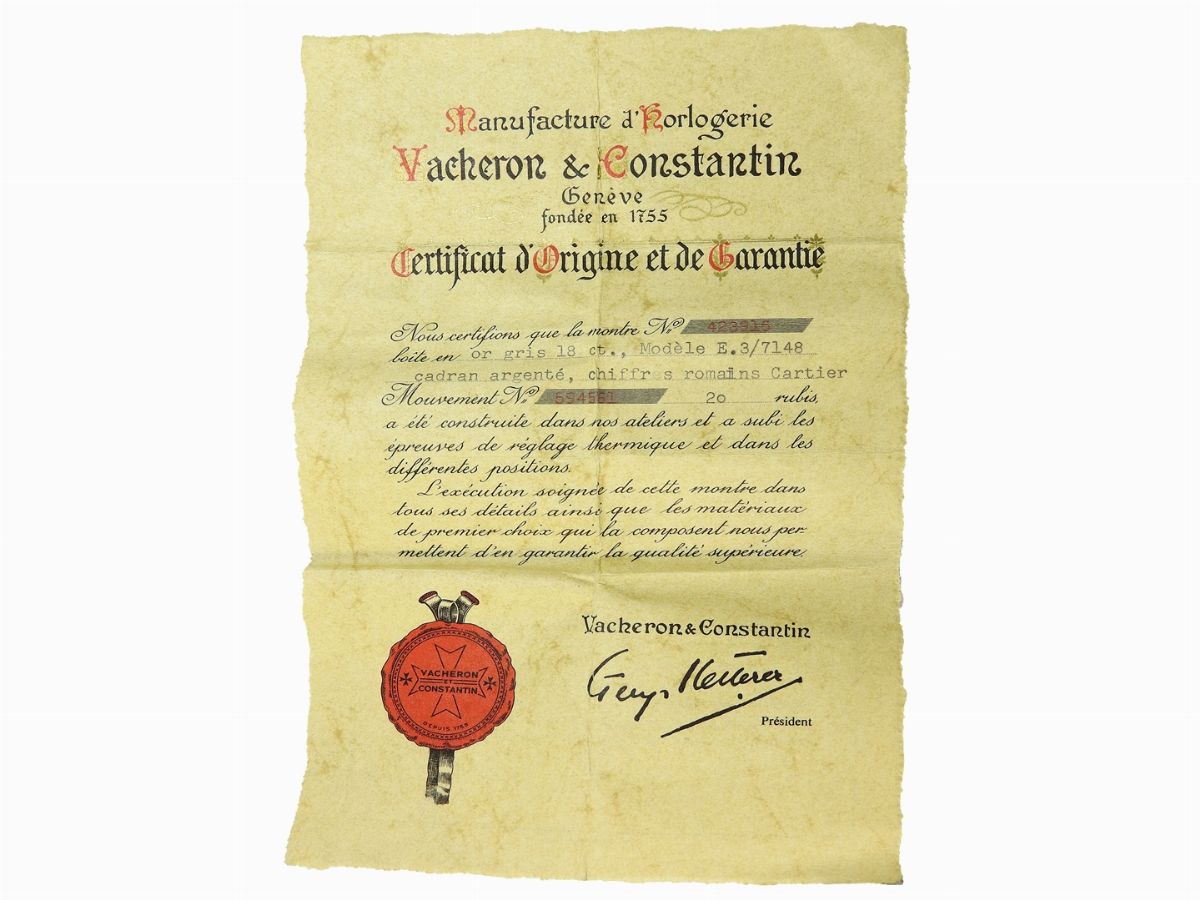 Manufacture d'Horlogerie
Vacheron & Constantin
Genève
fondée en 1755
Certificat d'Origine et de Garantie
Nous certifions que la montre No 423915
boîte en or gris 18 ct., Modèle E.3/7148
cadran argenté, chiffres romains Cartier
Mouvement No 594561 20 rubis,
a été construite dans nos ateliers et a subi les
épreuves de réglage thermique et dans les
différentes positions.
L'exécution soignée de cette montre dans
tous ses détails ainsi que les matériaux
de premier choix qui la composent nous per-
mettent d'en garantir la qualité supérieure.
VACHERON
ET
CONSTANTIN
DEPUIS 1755
Vacheron & Constantin
Président